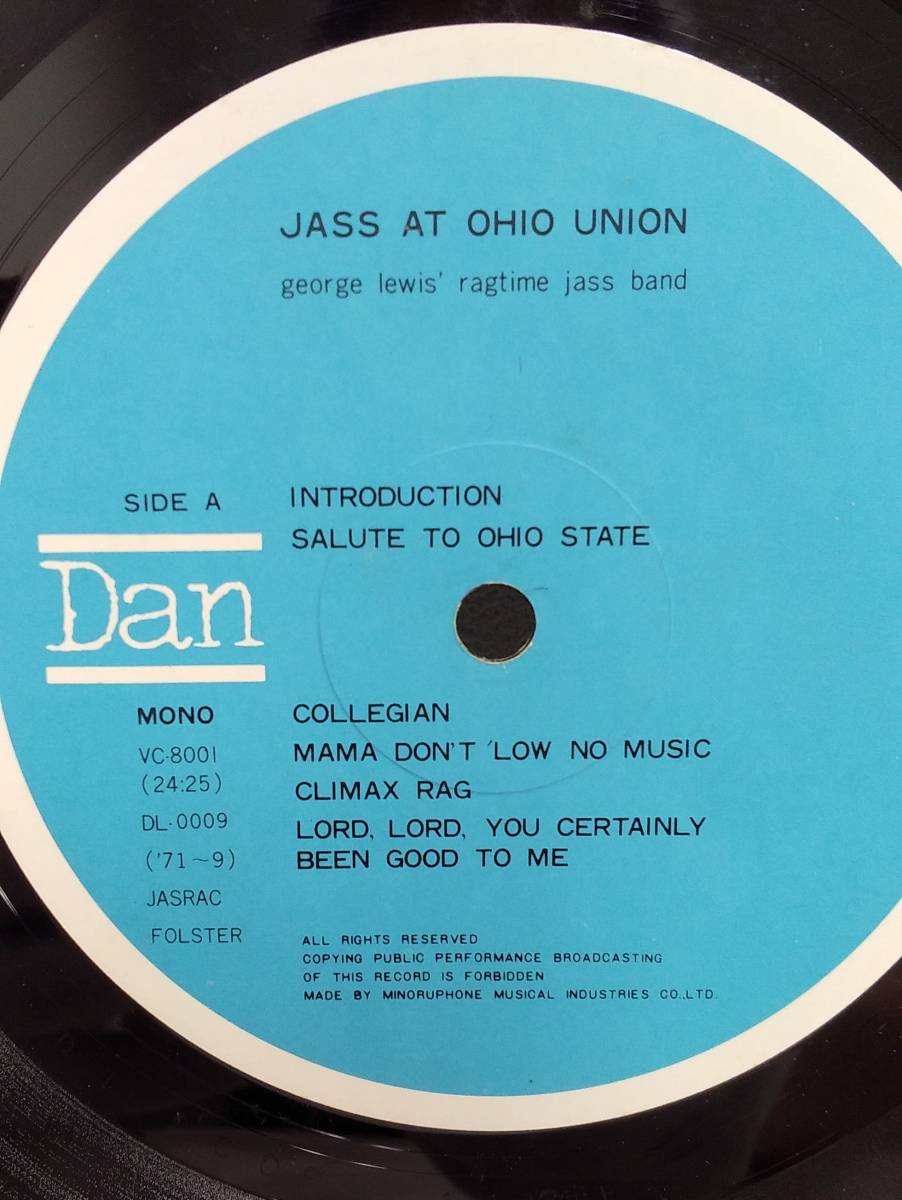 JASS AT OHIO UNION
george lewis' ragtime jass band
SIDE A
INTRODUCTION
SALUTE TO OHIO STATE
Dan
MONO
VC-8001
(24:25)
DL-0009
('71～9)
JASRAC
FOLSTER
COLLEGIAN
MAMA DON'T 'LOW NO MUSIC
CLIMAX RAG
LORD, LORD, YOU CERTAINLY
BEEN GOOD TO ME
ALL RIGHTS RESERVED
COPYING PUBLIC PERFORMANCE BROADCASTING
OF THIS RECORD IS FORBIDDEN
MADE BY MINORUPHONE MUSICAL INDUSTRIES CO.,LTD.